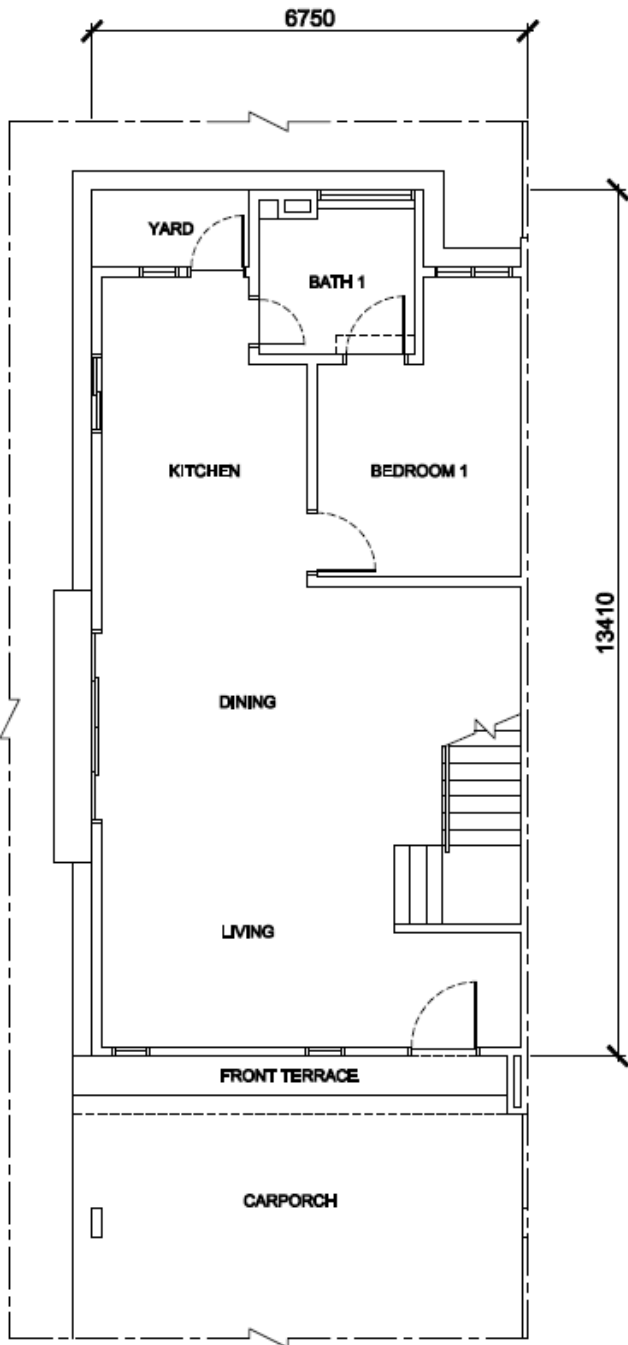 6750
YARD
BATH 1
KITCHEN
BEDROOM 1
13410
DINING
LIVING
FRONT TERRACE
CARPORCH